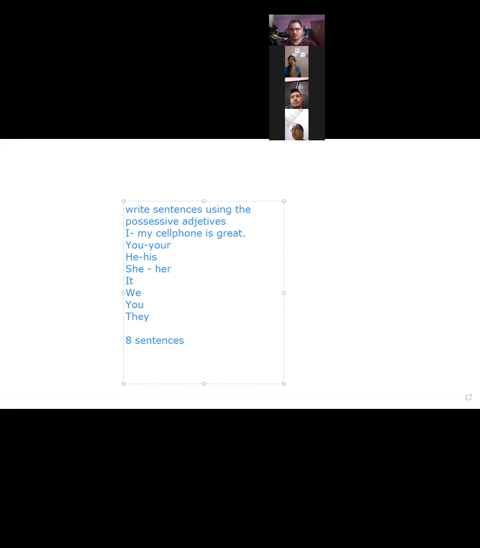 write sentences using the
possessive adjetives
I- my cellphone is great.
You-your
He-his
She - her
It
We
You
They
8 sentences